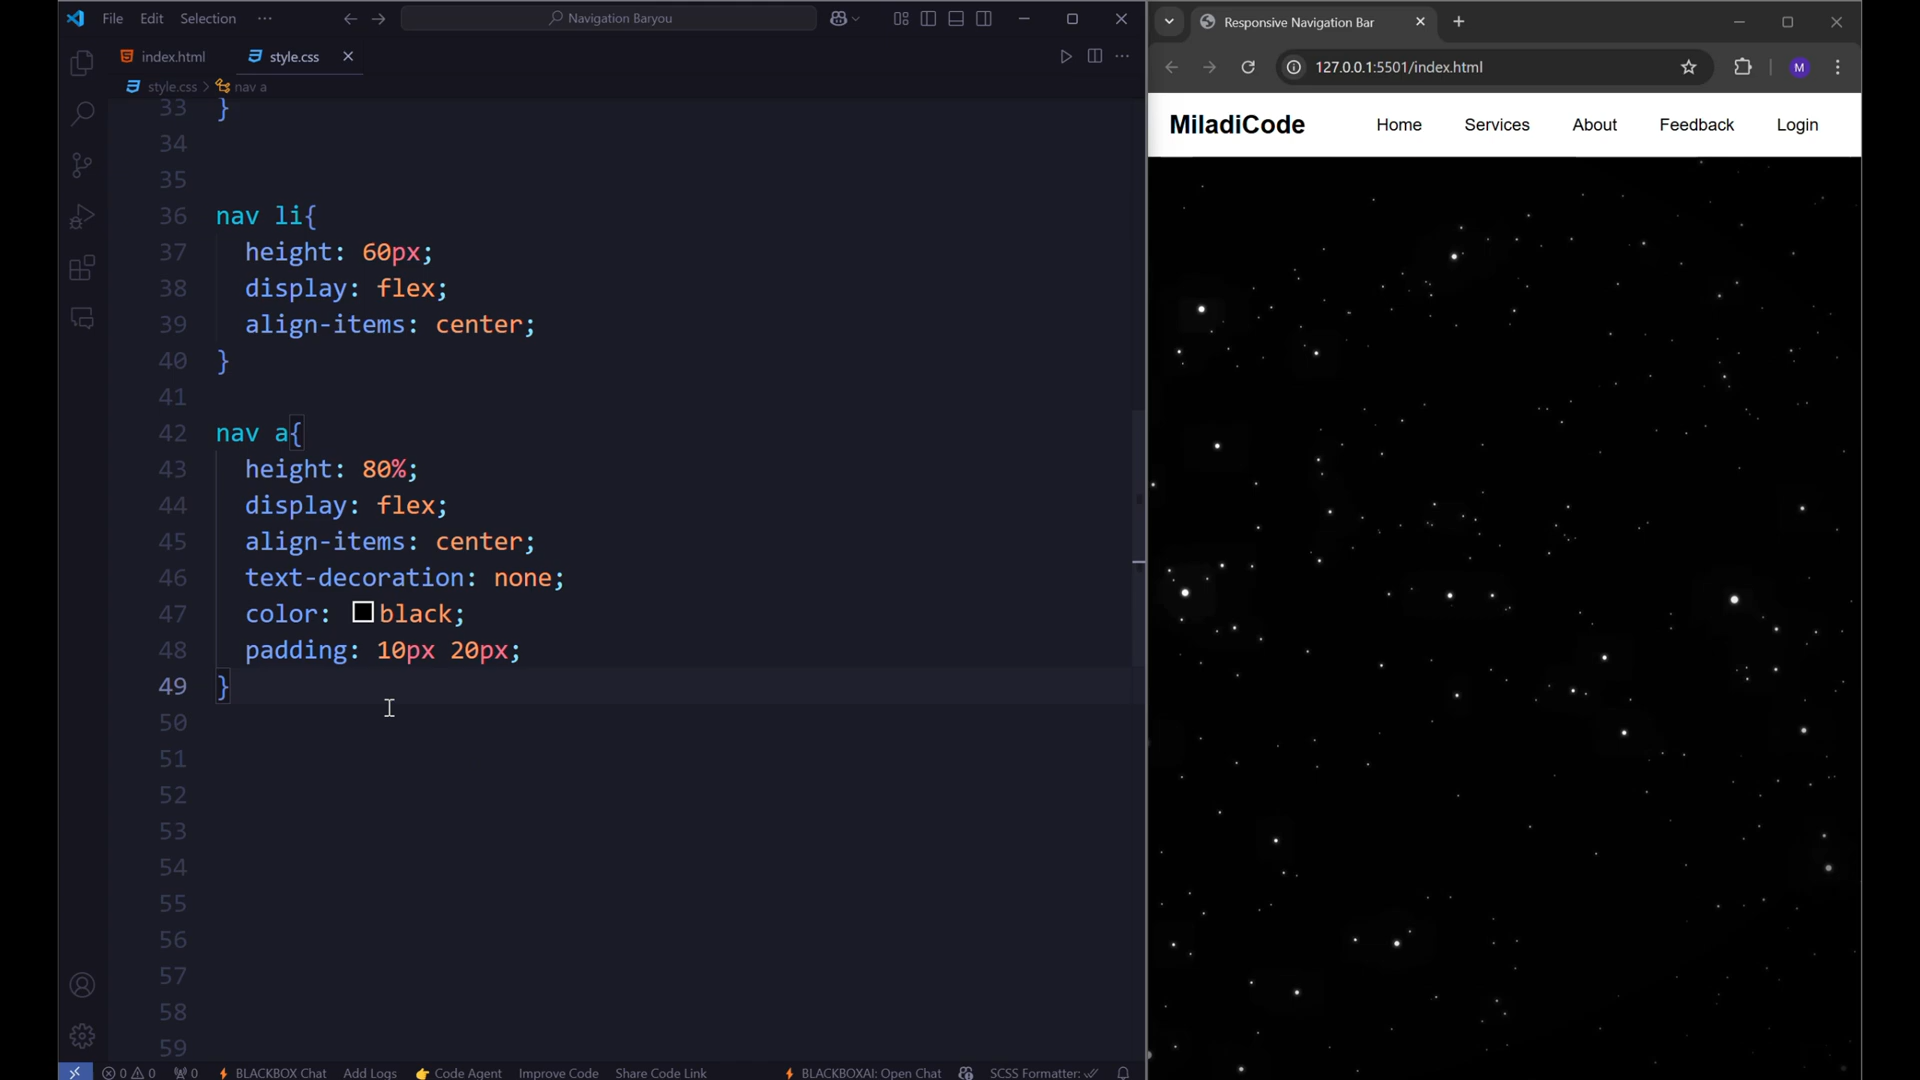 File Edit Selection ··· Navigation Baryou
index.html style.css
style.css > nav a
33 }
34
35
36 nav li{
37 height: 60px;
38 display: flex;
39 align-items: center;
40 }
41
42 nav a{
43 height: 80%;
44 display: flex;
45 align-items: center;
46 text-decoration: none;
47 color: black;
48 padding: 10px 20px;
49 }
50
51
52
53
54
55
56
57
58
59
0 0 0 BLACKBOX Chat Add Logs Code Agent Improve Code Share Code Link BLACKBOXAI: Open Chat SCSS Formatter:
Responsive Navigation Bar
127.0.0.1:5501/index.html M
MiladiCode Home Services About Feedback Login